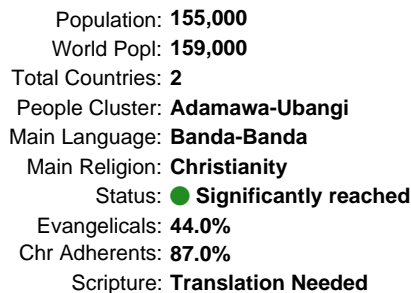 Population: 155,000
World Popl: 159,000
Total Countries: 2
People Cluster: Adamawa-Ubangi
Main Language: Banda-Banda
Main Religion: Christianity
Status: Significantly reached
Evangelicals: 44.0%
Chr Adherents: 87.0%
Scripture: Translation Needed